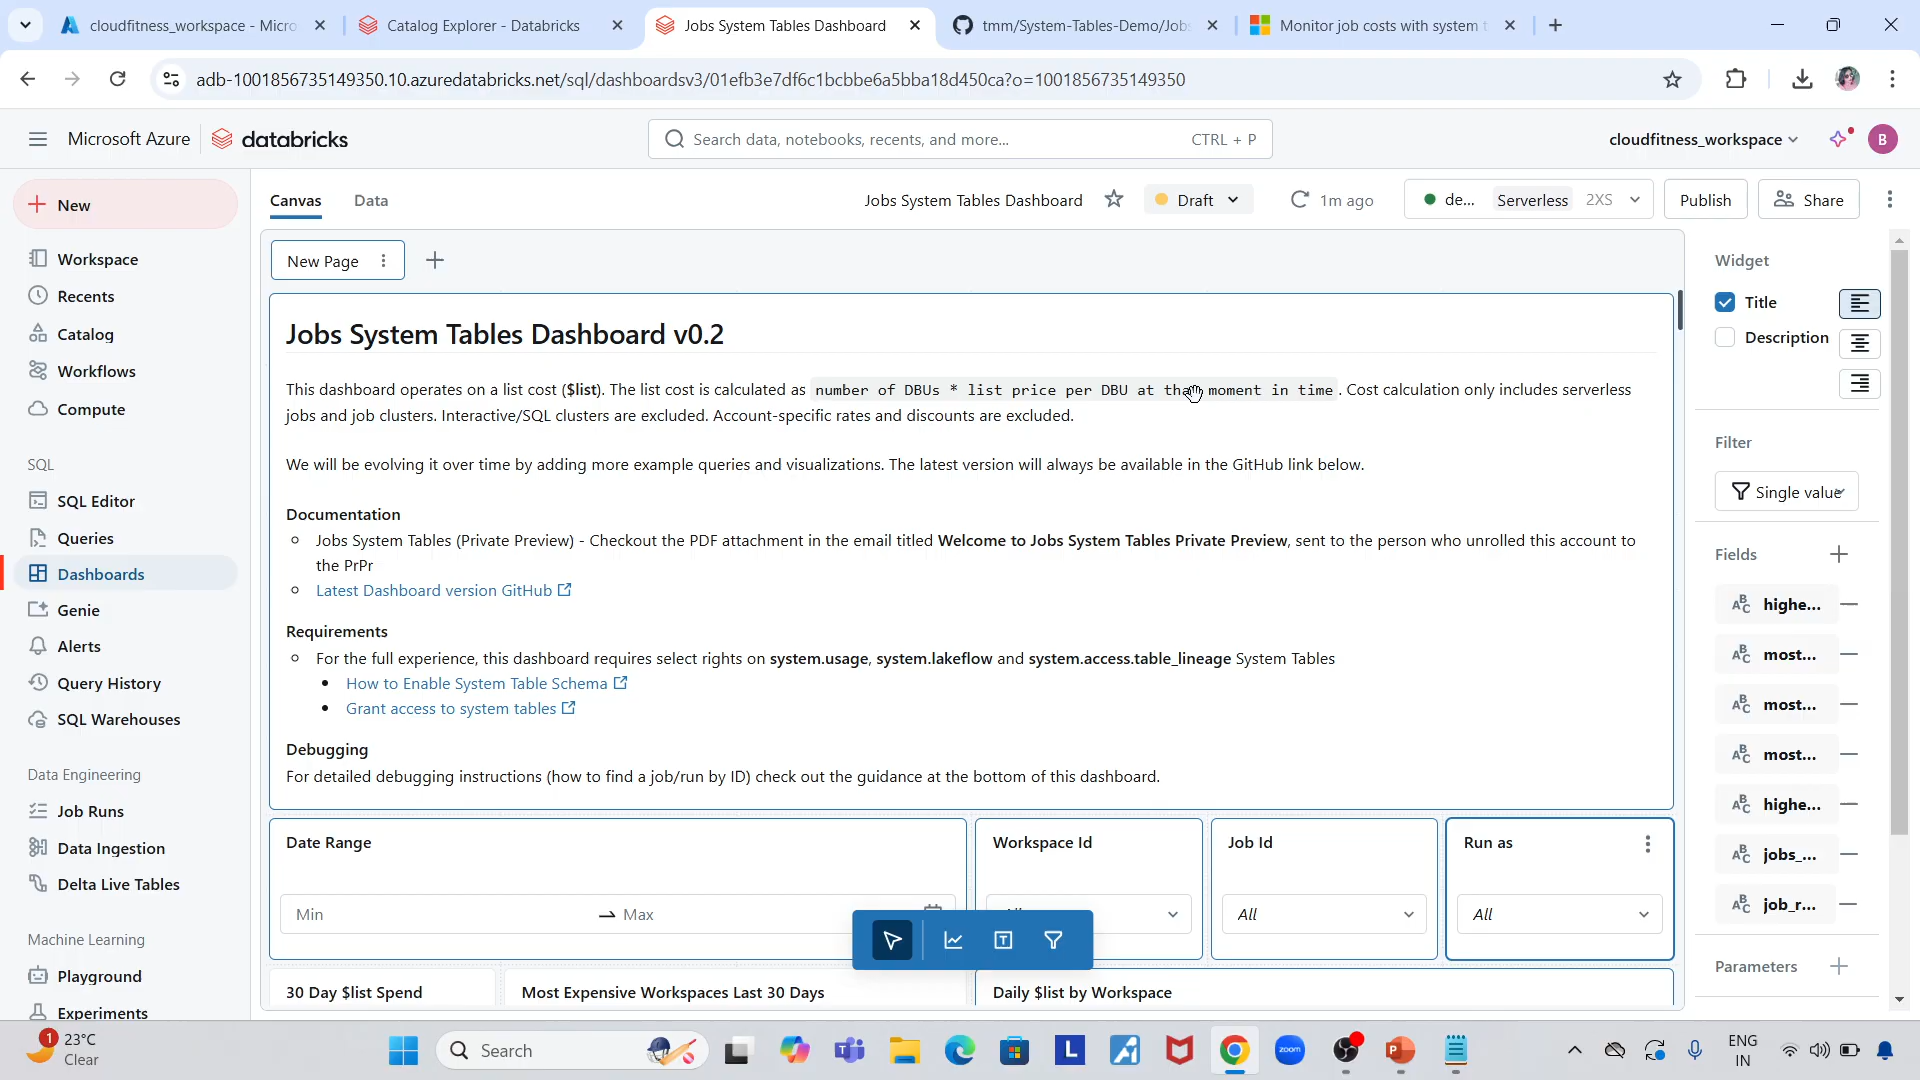 cloudfitness_workspace - Micro
Catalog Explorer - Databricks
Jobs System Tables Dashboard
tmm/System-Tables-Demo/Job
Monitor job costs with system t
adb-1001856735149350.10.azuredatabricks.net/sql/dashboardsv3/01efb3e7df6c1bcbbe6a5bba18d450ca?o=1001856735149350
Microsoft Azure
databricks
Search data, notebooks, recents, and more...
CTRL + P
cloudfitness_workspace
B
New
Canvas
Data
Jobs System Tables Dashboard
Draft
1m ago
de...
Serverless
2XS
Publish
Share
Workspace
Recents
Catalog
Workflows
Compute
SQL
SQL Editor
Queries
Dashboards
Genie
Alerts
Query History
SQL Warehouses
Data Engineering
Job Runs
Data Ingestion
Delta Live Tables
Machine Learning
Playground
Experiments
New Page
Jobs System Tables Dashboard v0.2
This dashboard operates on a list cost ($list). The list cost is calculated as number of DBUs * list price per DBU at that moment in time. Cost calculation only includes serverless
jobs and job clusters. Interactive/SQL clusters are excluded. Account-specific rates and discounts are excluded.
We will be evolving it over time by adding more example queries and visualizations. The latest version will always be available in the GitHub link below.
Documentation
Jobs System Tables (Private Preview) - Checkout the PDF attachment in the email titled Welcome to Jobs System Tables Private Preview, sent to the person who unrolled this account to
the PrPr
Latest Dashboard version GitHub
Requirements
For the full experience, this dashboard requires select rights on system.usage, system.lakeflow and system.access.table_lineage System Tables
How to Enable System Table Schema
Grant access to system tables
Debugging
For detailed debugging instructions (how to find a job/run by ID) check out the guidance at the bottom of this dashboard.
Date Range
Min
Max
Workspace Id
Job Id
All
Run as
All
30 Day $list Spend
Most Expensive Workspaces Last 30 Days
Daily $list by Workspace
Widget
Title
Description
Filter
Single value
Fields
highe...
most...
most...
most...
highe...
jobs_...
job_r...
Parameters
1
23°C
Clear
Search
zoom
ENG
IN